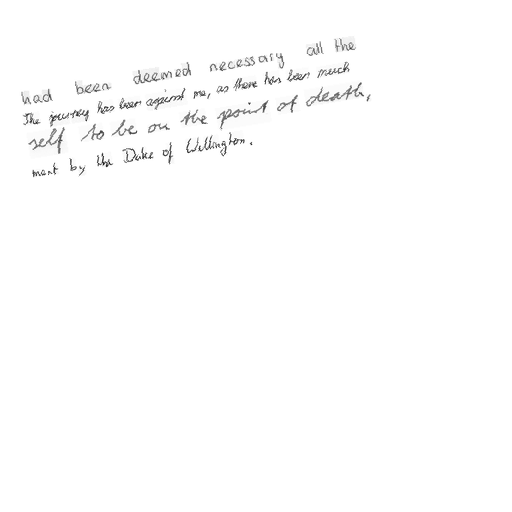 had been deemed necessary all the
The journey has been against me, as there has been much
self to be on the point of death,
ment by the Duke of Wellington.